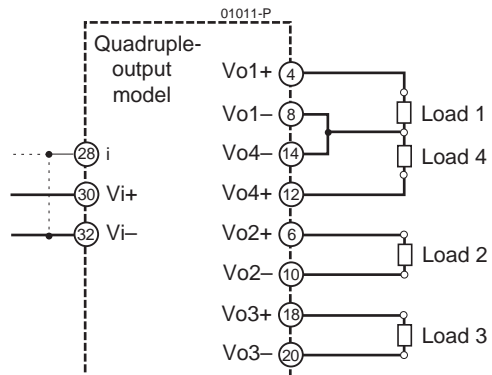 01011-P
Quadruple-
output
model
Vo1+ 4
Vo1– 8
Load 1
Vo4– 14
Load 4
28 i
Vo4+ 12
30 Vi+
Vo2+ 6
32 Vi–
Load 2
Vo2– 10
Vo3+ 18
Load 3
Vo3– 20